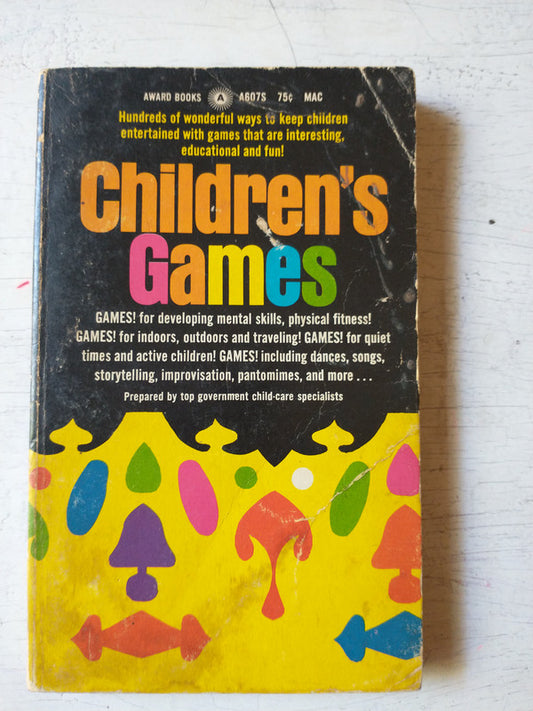 AWARD BOOKS A A607S 75¢ MAC
Hundreds of wonderful ways to keep children
entertained with games that are interesting,
educational and fun!
Children's
Games
GAMES! for developing mental skills, physical fitness!
GAMES! for indoors, outdoors and traveling! GAMES! for quiet
times and active children! GAMES! including dances, songs,
storytelling, improvisation, pantomimes, and more . . .
Prepared by top government child-care specialists